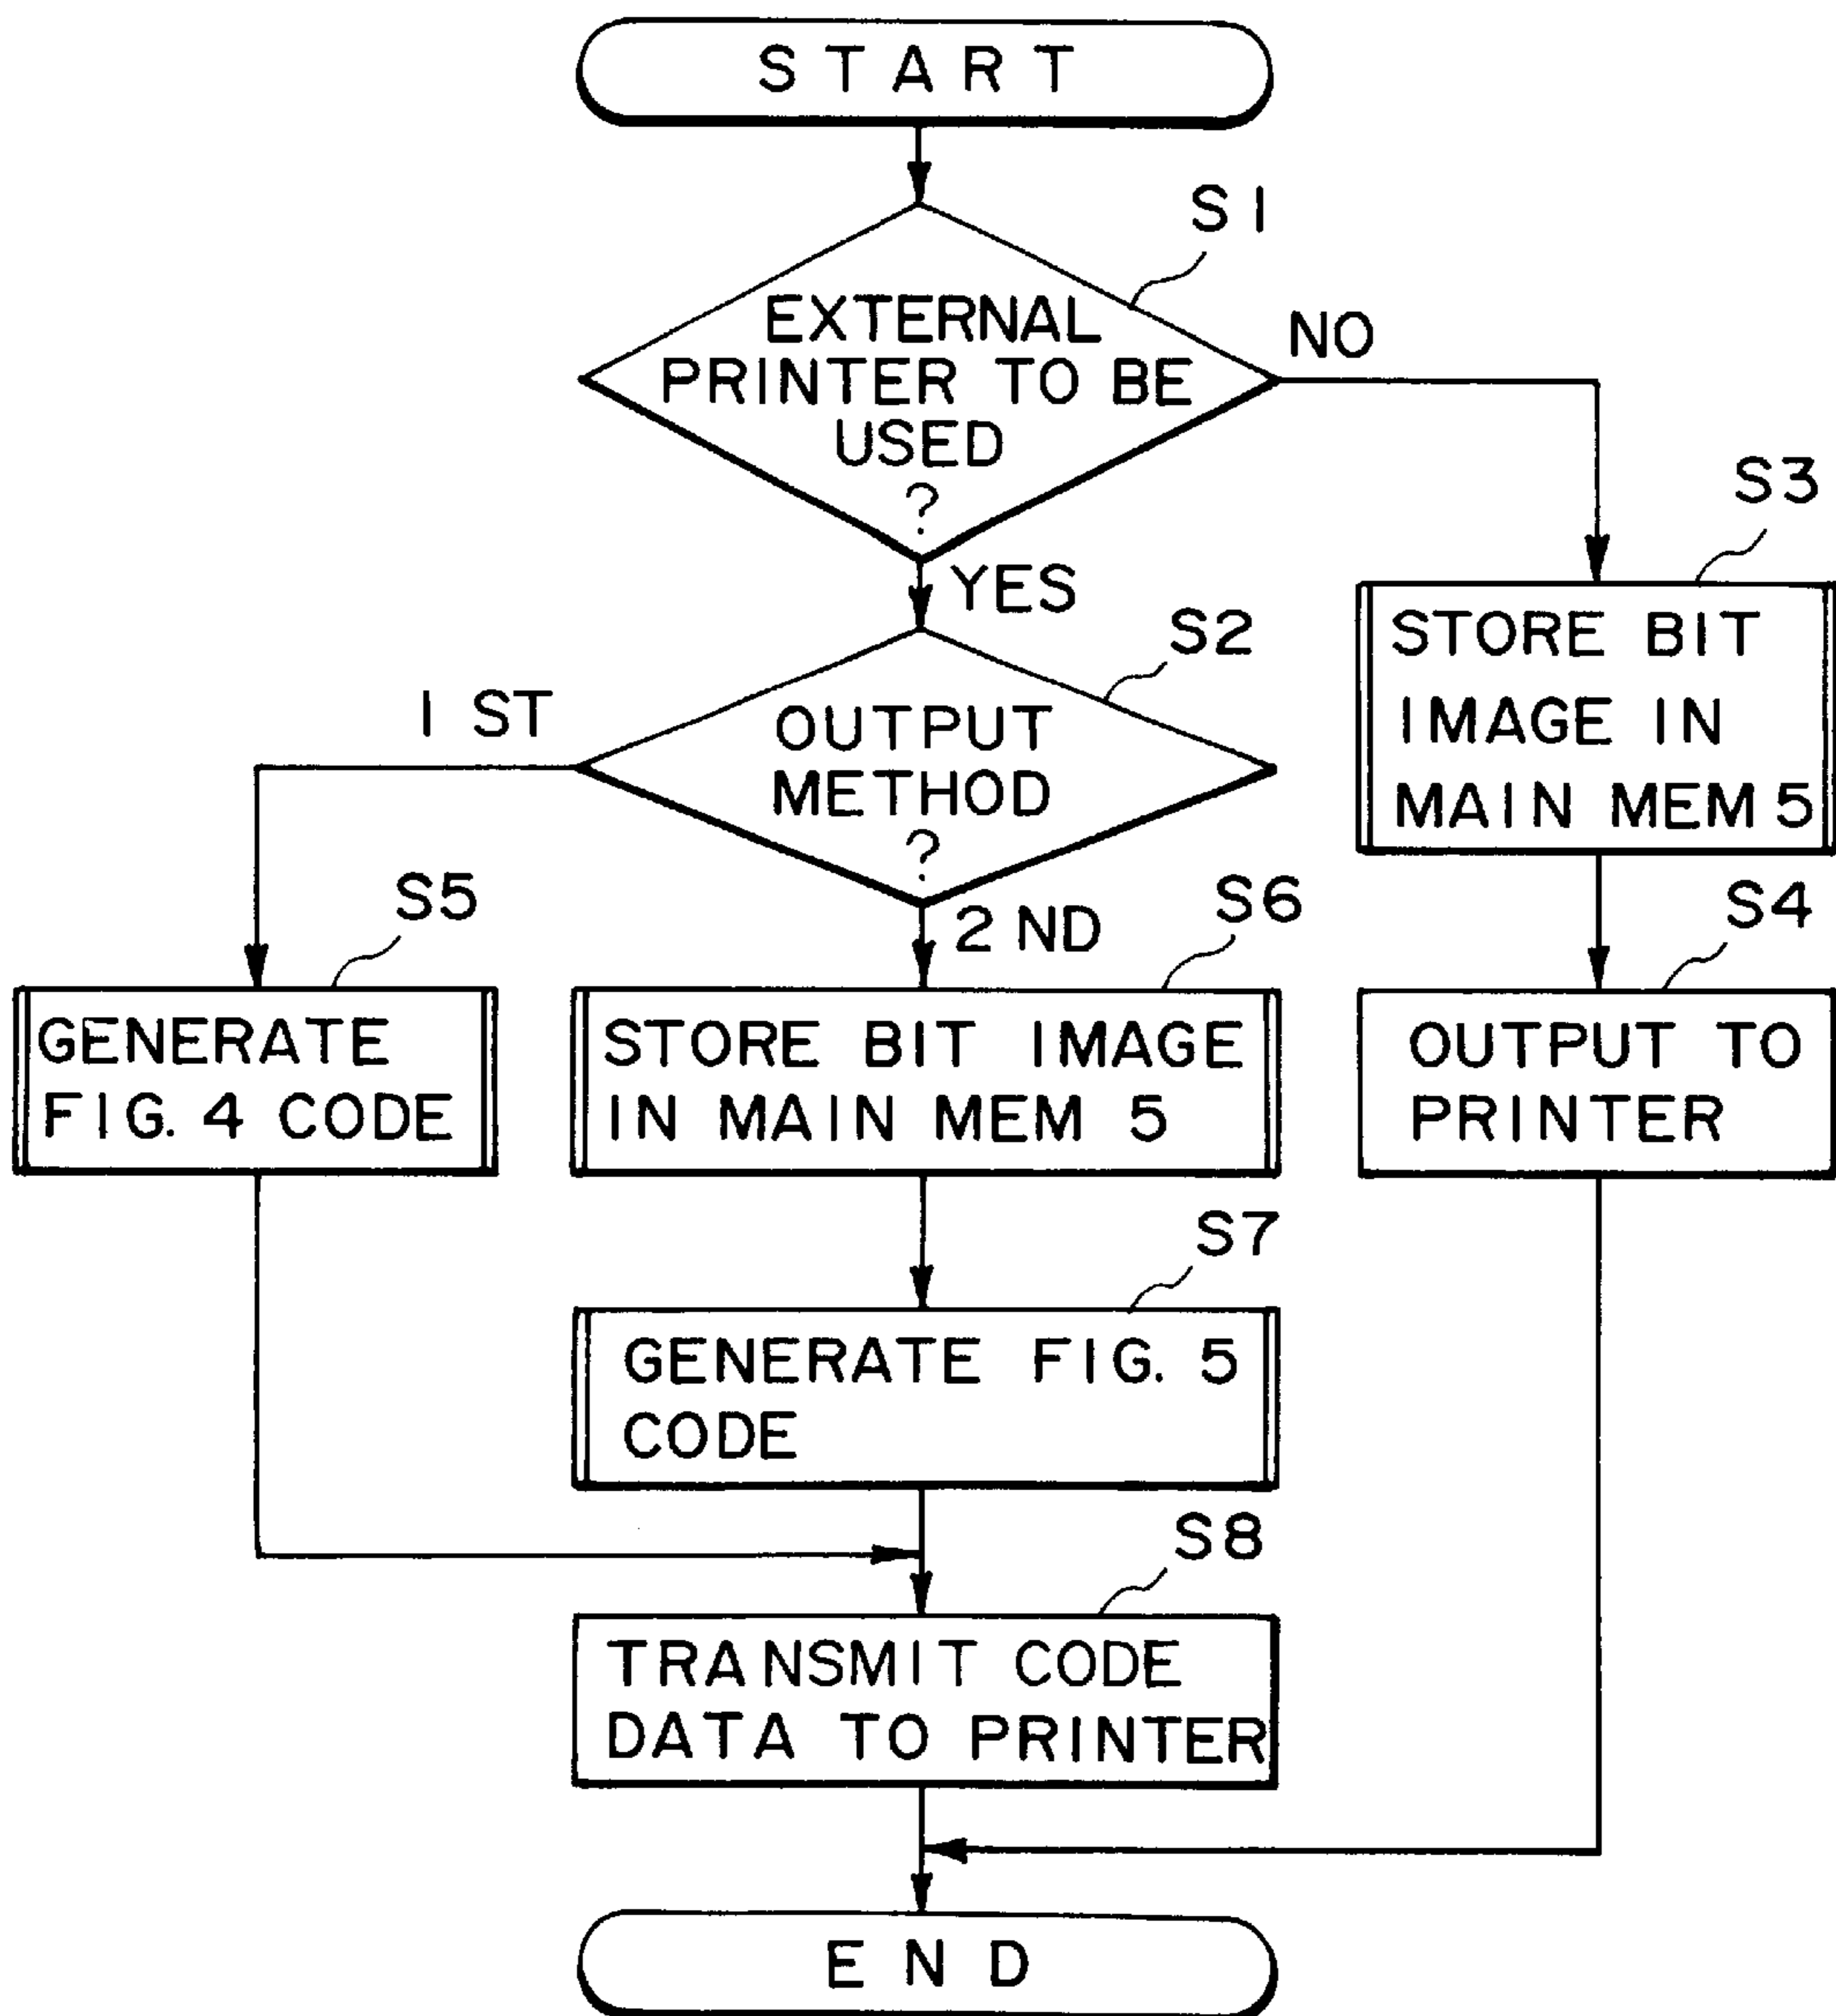 START
S1
EXTERNAL
PRINTER TO BE
USED
?
NO
YES
S2
OUTPUT
METHOD
?
1 ST
2 ND
S3
STORE BIT
IMAGE IN
MAIN MEM 5
S4
OUTPUT TO
PRINTER
S5
GENERATE
FIG. 4 CODE
S6
STORE BIT IMAGE
IN MAIN MEM 5
S7
GENERATE FIG. 5
CODE
S8
TRANSMIT CODE
DATA TO PRINTER
END